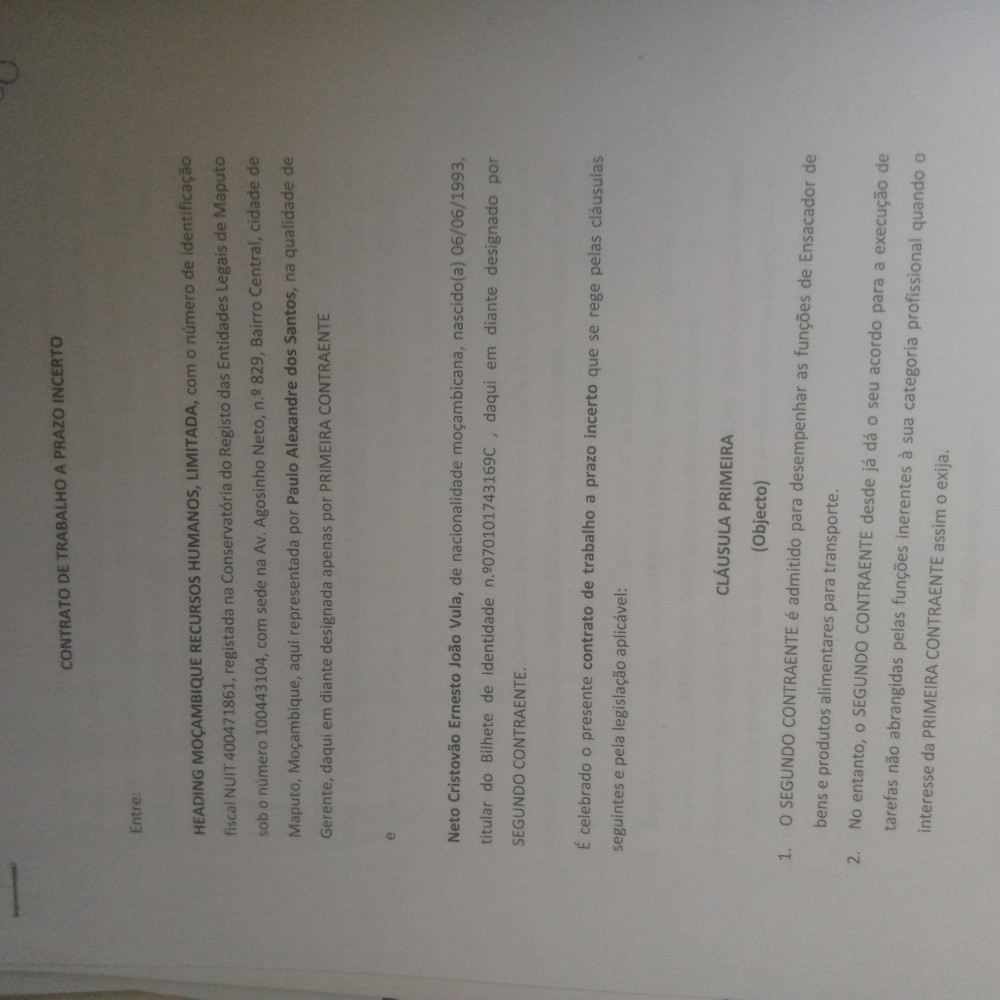 CONTRATO DE TRABALHO A PRAZO INCERTO
Entre:
HEADING MOÇAMBIQUE RECURSOS HUMANOS, LIMITADA, com o número de identificação
fiscal NUIT 400471861, registada na Conservatória do Registo das Entidades Legais de Maputo
sob o número 100443104, com sede na Av. Agosinho Neto, n.º 829, Bairro Central, cidade de
Maputo, Moçambique, aqui representada por Paulo Alexandre dos Santos, na qualidade de
Gerente, daqui em diante designada apenas por PRIMEIRA CONTRAENTE
e
Neto Cristovão Ernesto João Vula, de nacionalidade moçambicana, nascido(a) 06/06/1993,
titular do Bilhete de Identidade n.º070101743169C , daqui em diante designado por
SEGUNDO CONTRAENTE.
É celebrado o presente contrato de trabalho a prazo incerto que se rege pelas cláusulas
seguintes e pela legislação aplicável:
CLÁUSULA PRIMEIRA
(Objecto)
1. O SEGUNDO CONTRAENTE é admitido para desempenhar as funções de Ensacador de
bens e produtos alimentares para transporte.
2. No entanto, o SEGUNDO CONTRAENTE desde já dá o seu acordo para a execução de
tarefas não abrangidas pelas funções inerentes à sua categoria profissional quando o
interesse da PRIMEIRA CONTRAENTE assim o exija.